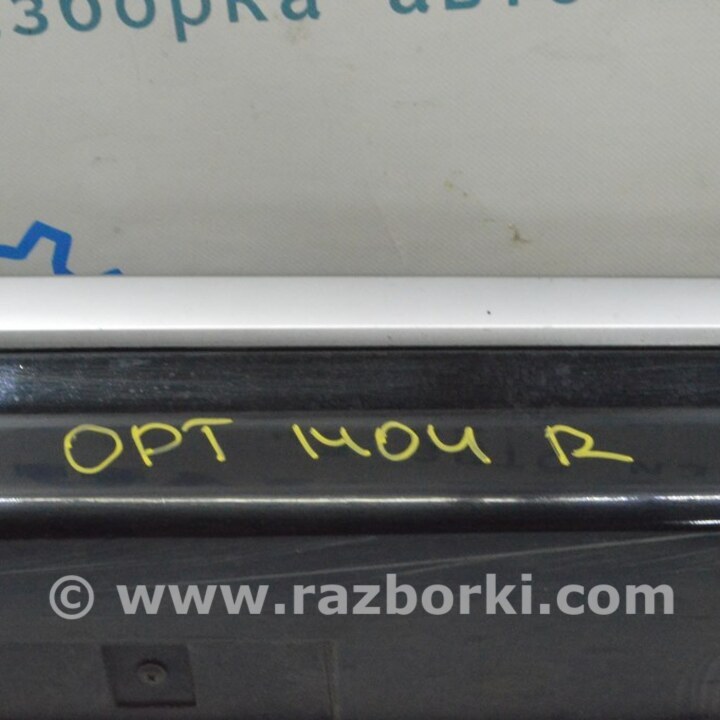 зборка авто
OPT 1404 R
© www.razborki.com